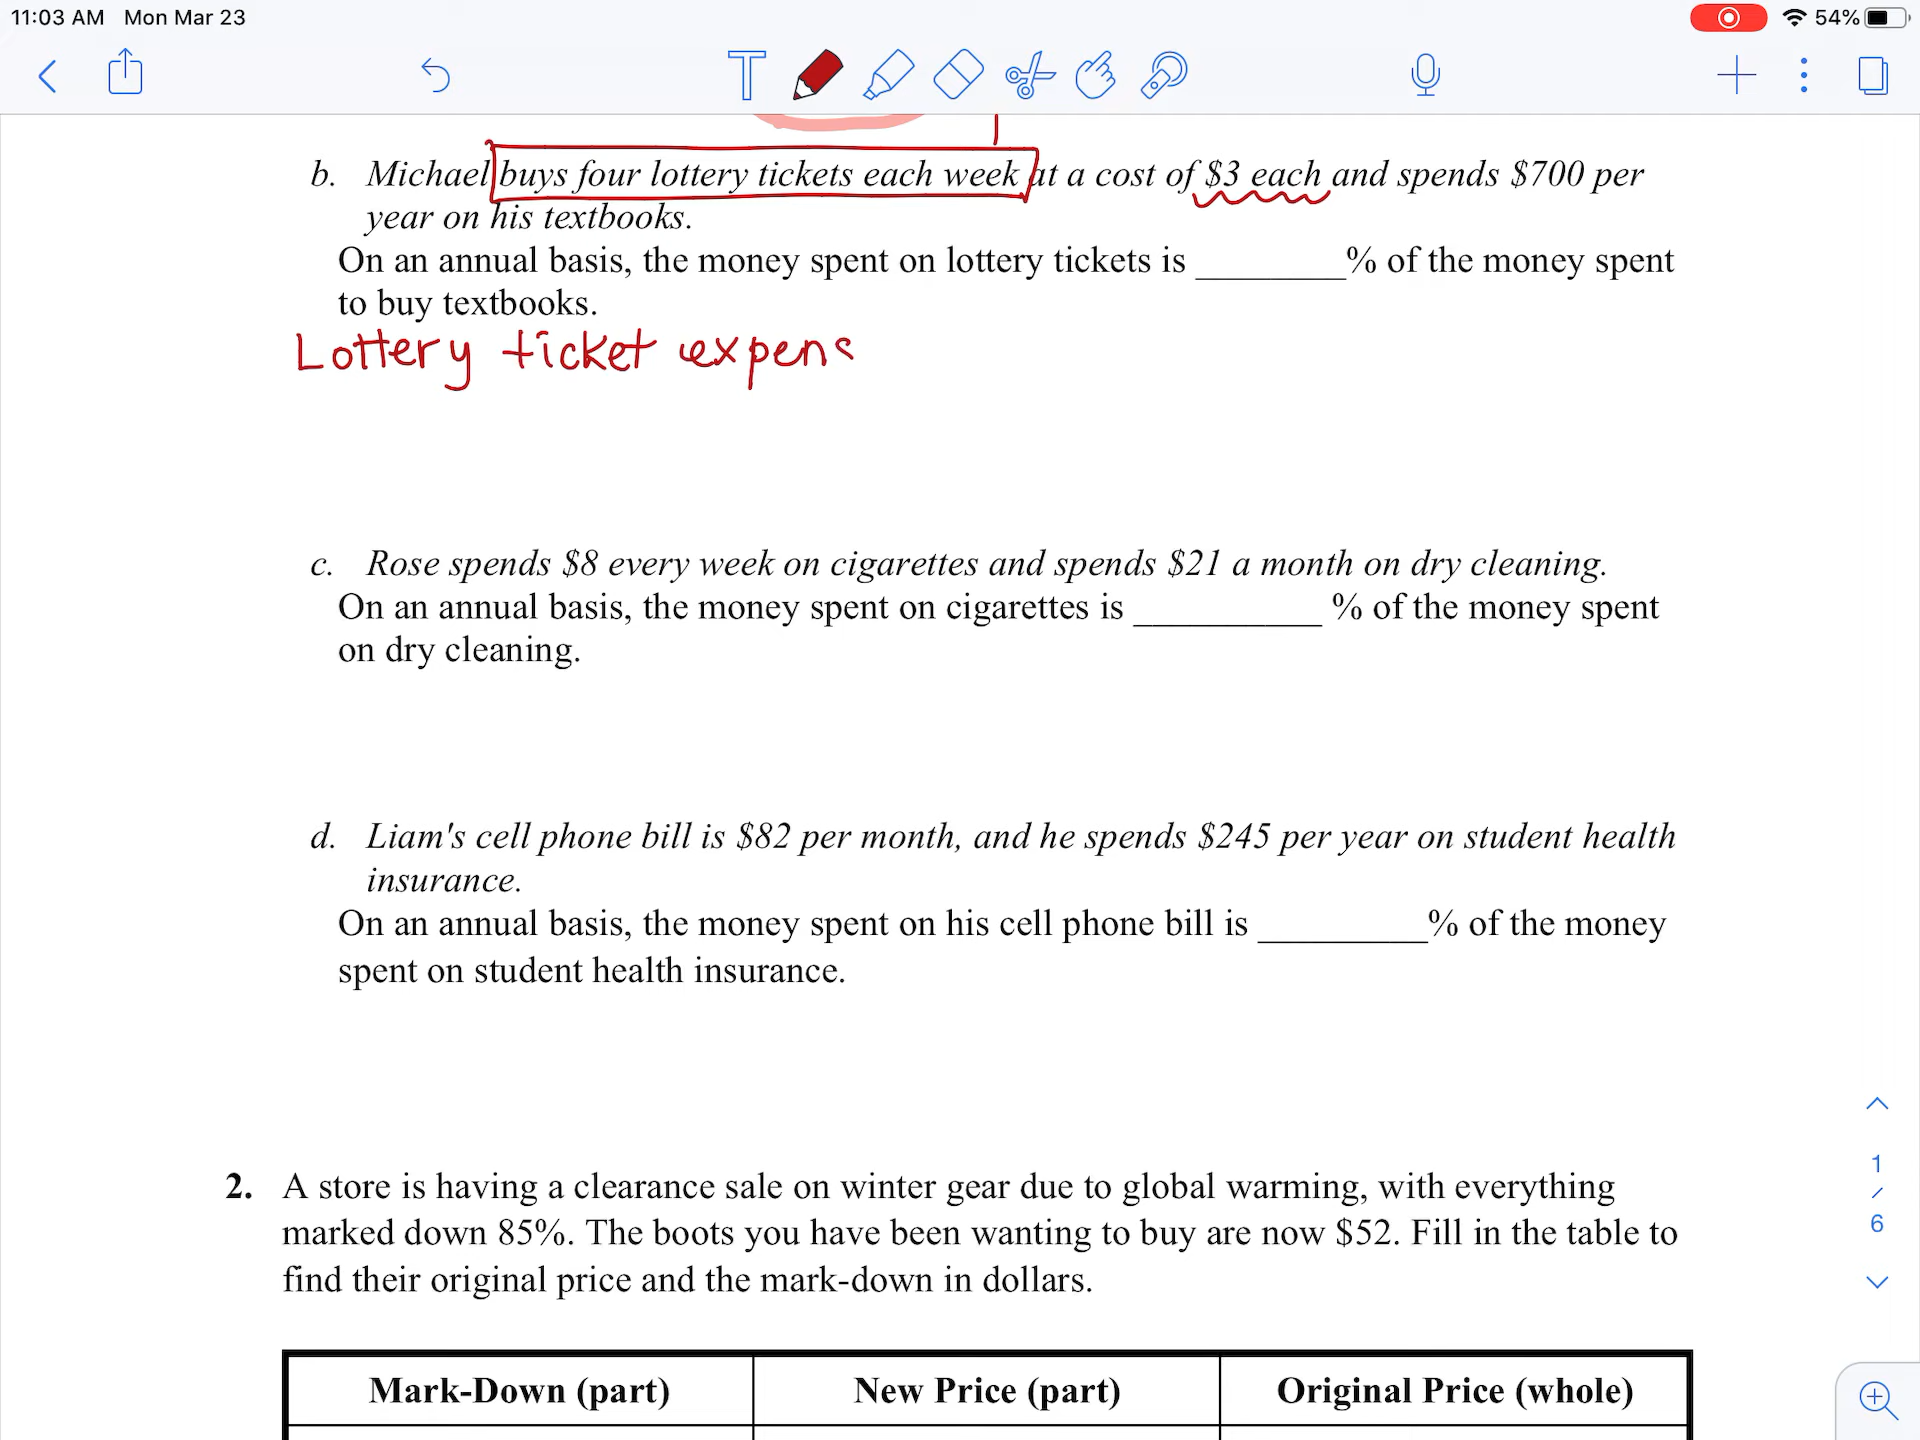 11:03 AM Mon Mar 23
54%
T
b. Michael buys four lottery tickets each week at a cost of $3 each and spends $700 per
year on his textbooks.
On an annual basis, the money spent on lottery tickets is ________% of the money spent
to buy textbooks.
Lottery ticket expens
c. Rose spends $8 every week on cigarettes and spends $21 a month on dry cleaning.
On an annual basis, the money spent on cigarettes is __________ % of the money spent
on dry cleaning.
d. Liam's cell phone bill is $82 per month, and he spends $245 per year on student health
insurance.
On an annual basis, the money spent on his cell phone bill is _________% of the money
spent on student health insurance.
1
/
6
2. A store is having a clearance sale on winter gear due to global warming, with everything
marked down 85%. The boots you have been wanting to buy are now $52. Fill in the table to
find their original price and the mark-down in dollars.
Mark-Down (part) New Price (part) Original Price (whole)